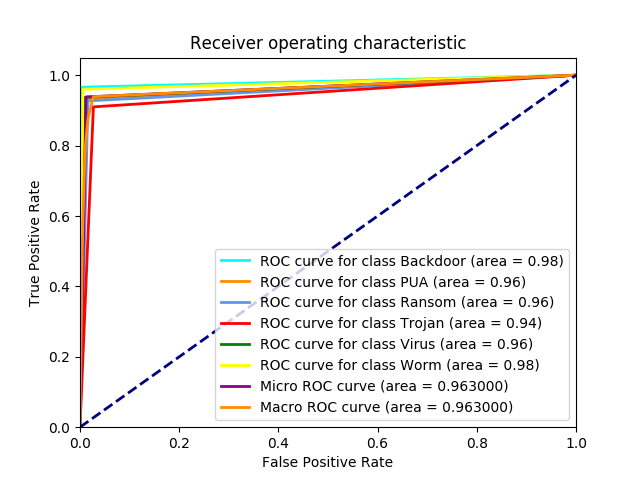 Receiver operating characteristic
1.0
0.8
0.6
0.4
0.2
0.0
True Positive Rate
ROC curve for class Backdoor (area = 0.98)
ROC curve for class PUA (area = 0.96)
ROC curve for class Ransom (area = 0.96)
ROC curve for class Trojan (area = 0.94)
ROC curve for class Virus (area = 0.96)
ROC curve for class Worm (area = 0.98)
Micro ROC curve (area = 0.963000)
Macro ROC curve (area = 0.963000)
0.0 0.2 0.4 0.6 0.8 1.0
False Positive Rate